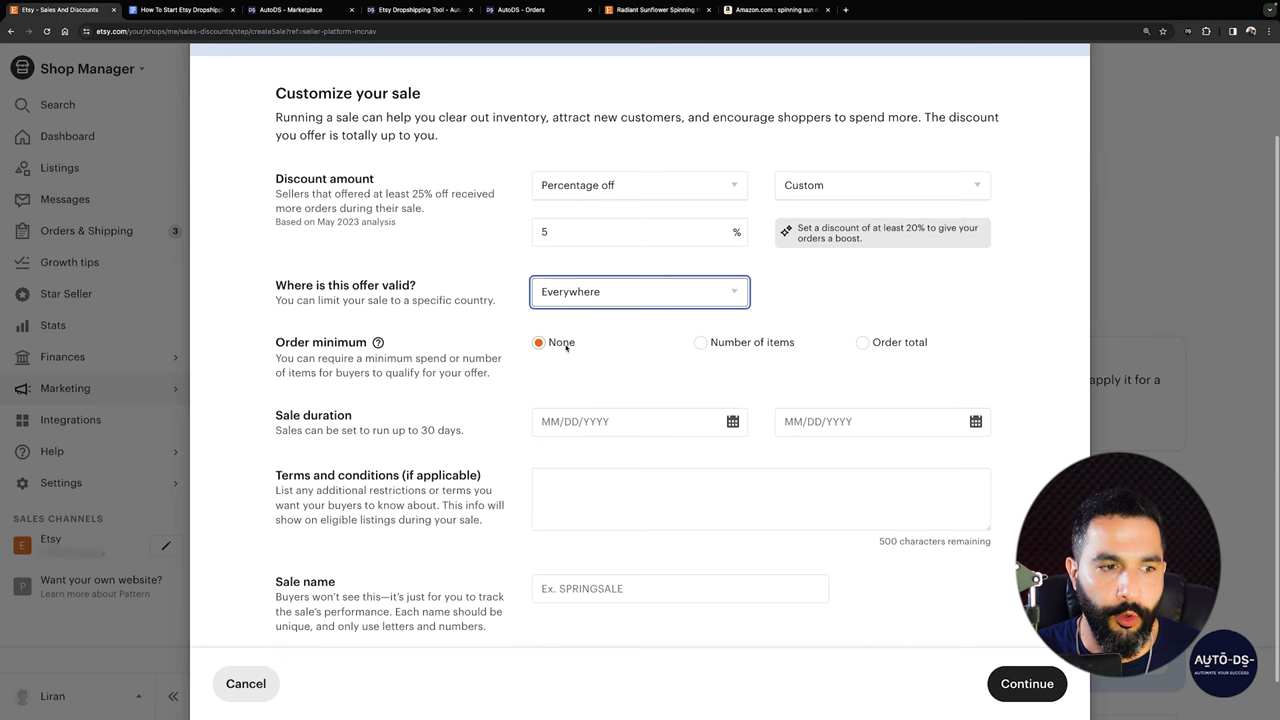 Etsy - Sales And Discounts
How To Start Etsy Dropshipp
AutoDS - Marketplace
Etsy Dropshipping Tool - Aut
AutoDS - Orders
Radiant Sunflower Spinning
Amazon.com : spinning sun
etsy.com/your/shops/me/sales-discounts/step/createSale?ref=seller-platform-mcnav
Shop Manager
Search
Dashboard
Listings
Messages
Orders & Shipping 3
Growth tips
Star Seller
Stats
Finances
Marketing
Integrations
Help
Settings
SALES CHANNELS
E Etsy
P Want your own website?
Learn more about Pattern
Liran
Customize your sale
Running a sale can help you clear out inventory, attract new customers, and encourage shoppers to spend more. The discount
you offer is totally up to you.
Discount amount
Sellers that offered at least 25% off received
more orders during their sale.
Based on May 2023 analysis
Percentage off
Custom
5 %
Set a discount of at least 20% to give your
orders a boost.
Where is this offer valid?
You can limit your sale to a specific country.
Everywhere
Order minimum
You can require a minimum spend or number
of items for buyers to qualify for your offer.
None
Number of items
Order total
Sale duration
Sales can be set to run up to 30 days.
MM/DD/YYYY
MM/DD/YYYY
Terms and conditions (if applicable)
List any additional restrictions or terms you
want your buyers to know about. This info will
show on eligible listings during your sale.
500 characters remaining
Sale name
Buyers won't see this—it's just for you to track
the sale's performance. Each name should be
unique, and only use letters and numbers.
Ex. SPRINGSALE
Cancel
Continue
apply it for a
AUTO-DS-
AUTOMATE YOUR SUCCESS